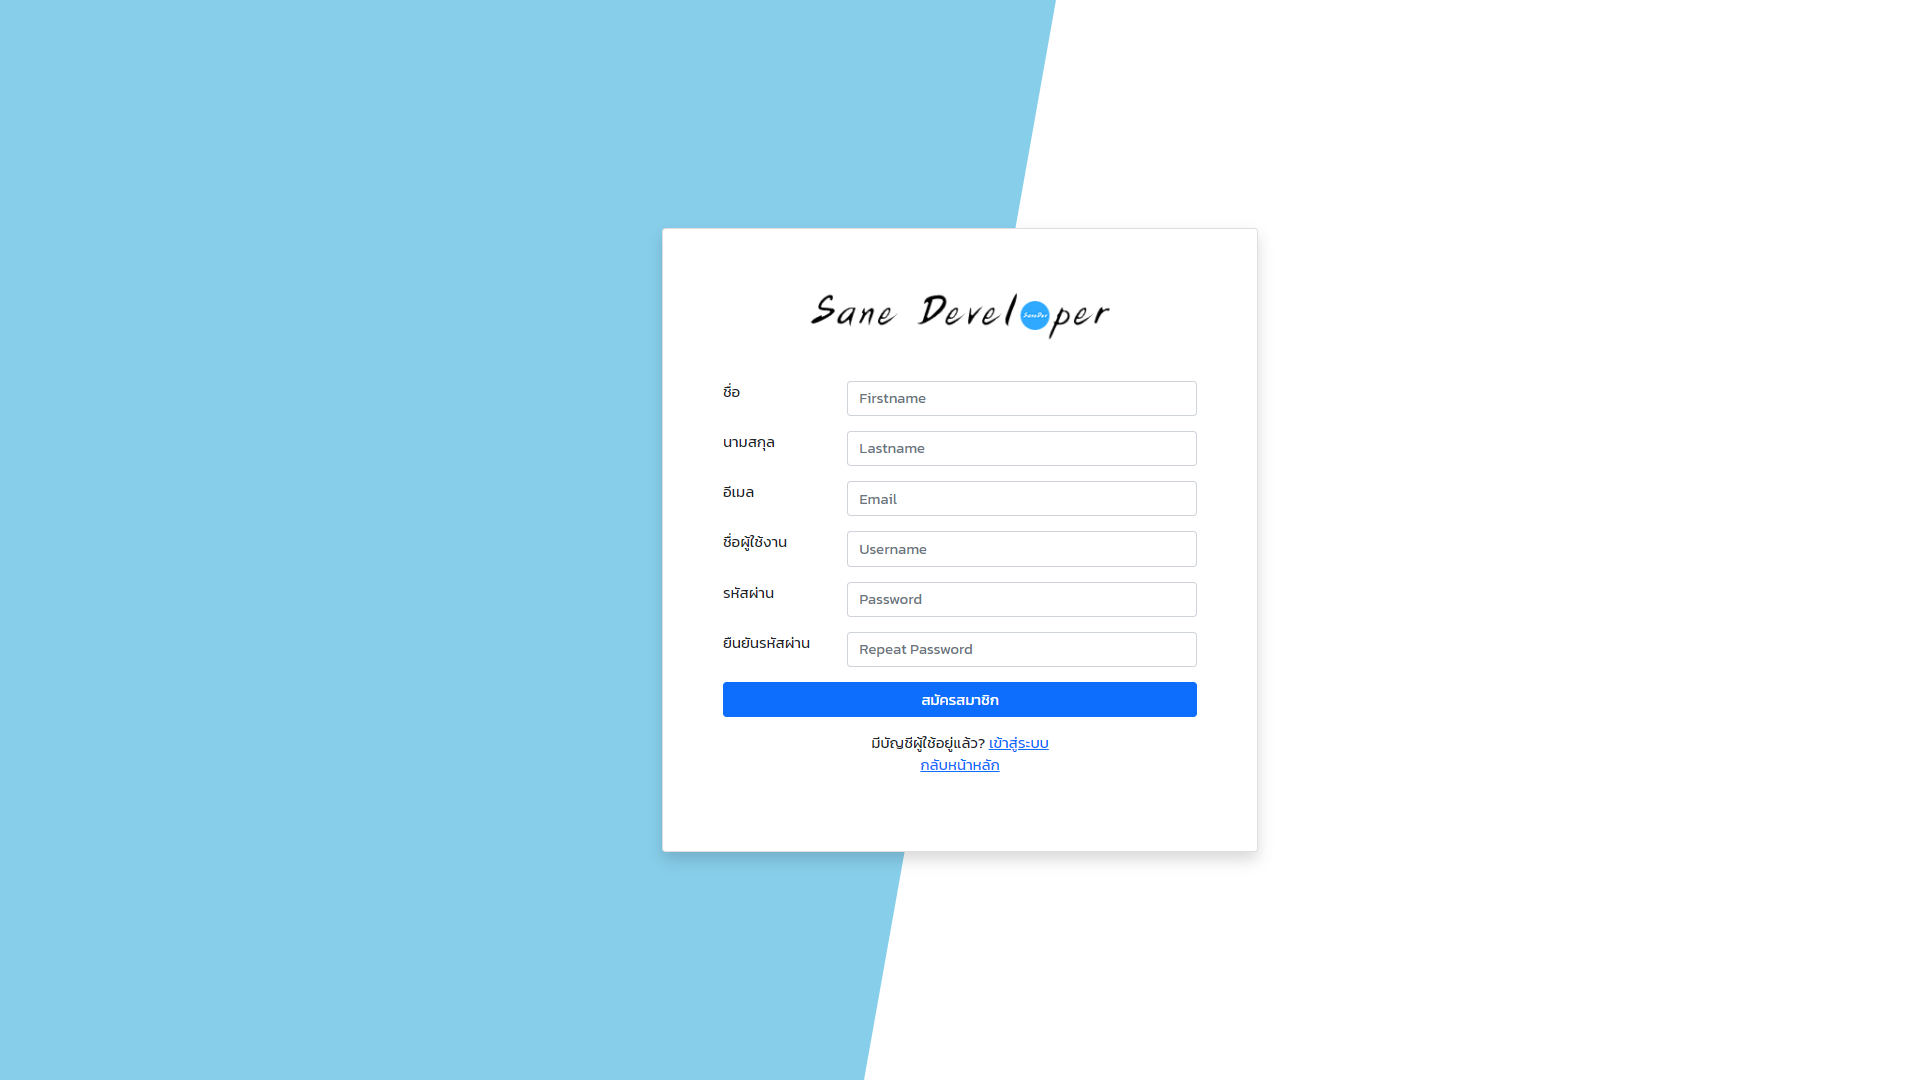 Sane Developer
SaneDev
ชื่อ
Firstname
นามสกุล
Lastname
อีเมล
Email
ชื่อผู้ใช้งาน
Username
รหัสผ่าน
Password
ยืนยันรหัสผ่าน
Repeat Password
สมัครสมาชิก
มีบัญชีผู้ใช้อยู่แล้ว? เข้าสู่ระบบ
กลับหน้าหลัก